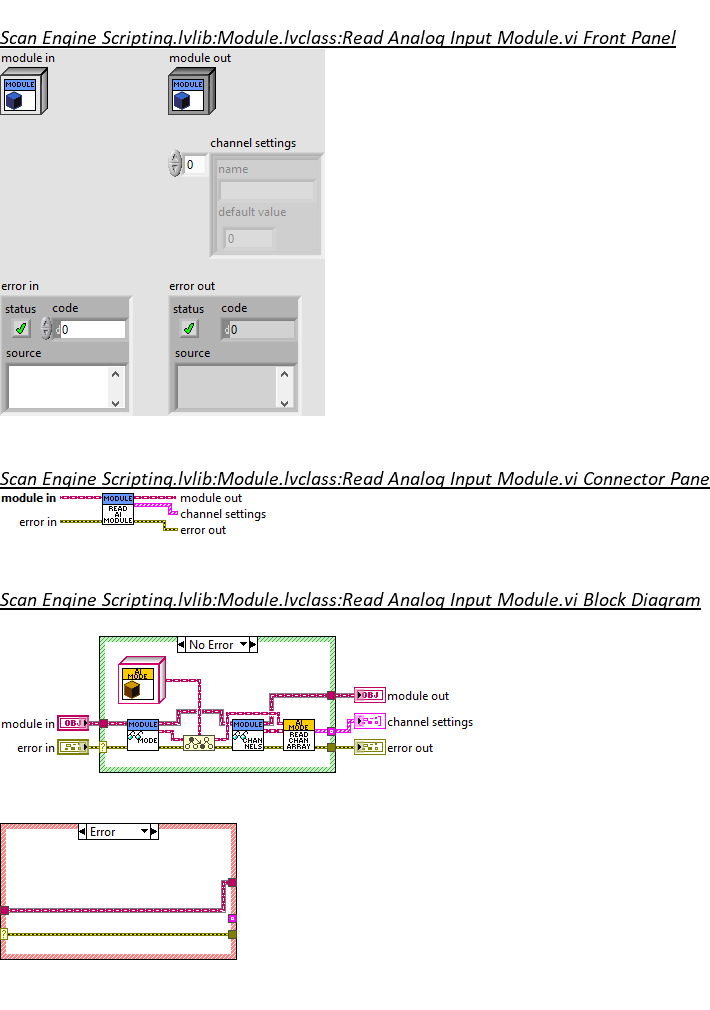 Scan Engine Scripting.lvlib:Module.lvclass:Read Analog Input Module.vi Front Panel
module in
module out
MODULE
MODULE
channel settings
0
name
default value
0
error in
error out
status code
status code
d0
d0
source
source
Scan Engine Scripting.lvlib:Module.lvclass:Read Analog Input Module.vi Connector Pane
module in
MODULE
module out
READ
AI
MODULE
channel settings
error in
error out
Scan Engine Scripting.lvlib:Module.lvclass:Read Analog Input Module.vi Block Diagram
No Error
AI
MODE
OBJ
module out
module in
OBJ
MODULE
MODULE
AI
MODE
channel settings
MODE
CHAN
NELS
READ
CHAN
ARRAY
error in
?
error out
Error
?